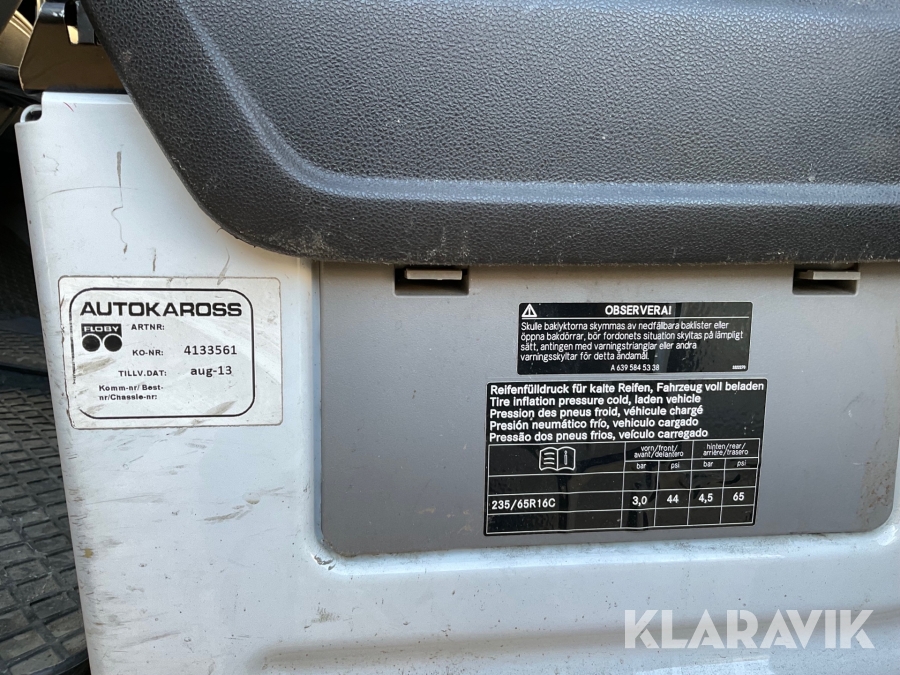 AUTOKAROSS
FLOBY
ARTNR:
KO-NR: 4133561
TILLV.DAT: aug-13
Komm-nr/ Best-
nr/Chassie-nr:
OBSERVERA!
Skulle baklyktorna skymmas av nedfällbara baklister eller
öppna bakdörrar, bör fordonets situation skyltas på lämpligt
sätt, antingen med varningstrianglar eller andra
varningsskyltar för detta ändamål.
A 639 584 53 38
Reifenfülldruck für kalte Reifen, Fahrzeug voll beladen
Tire inflation pressure cold, laden vehicle
Pression des pneus froid, véhicule chargé
Presión neumático frío, vehículo cargado
Pressão dos pneus frios, veículo carregado
vorn/front/ hinten/rear/
avant/delantero arrière/trasero
bar psi bar psi
235/65R16C 3,0 44 4,5 65
KLARAVIK